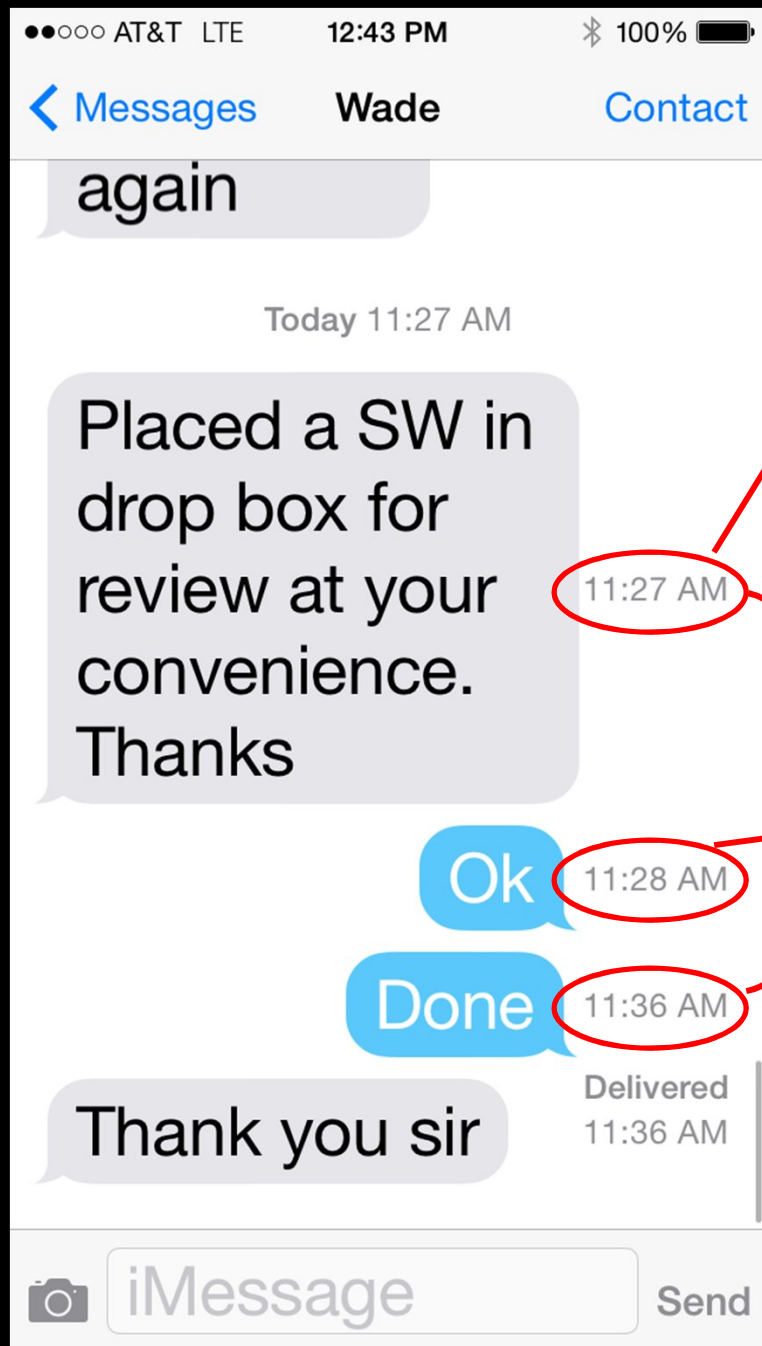 AT&T LTE 12:43 PM 100%
Messages Wade Contact
again
Today 11:27 AM
Placed a SW in
drop box for
review at your 11:27 AM
convenience.
Thanks
Ok 11:28 AM
Done 11:36 AM
Delivered
Thank you sir 11:36 AM
iMessage Send